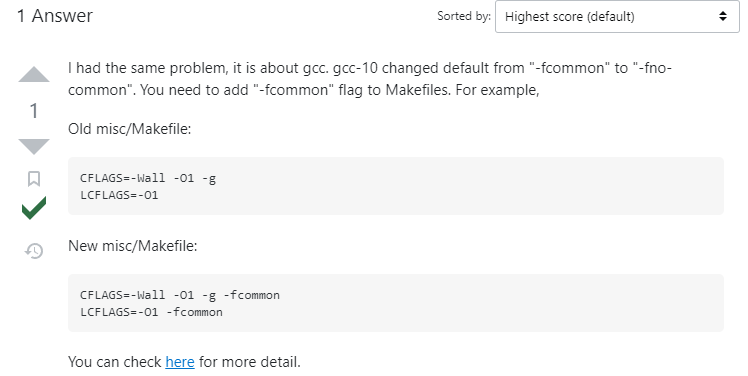 1 Answer
Sorted by: Highest score (default)
I had the same problem, it is about gcc. gcc-10 changed default from "-fcommon" to "-fno-
common". You need to add "-fcommon" flag to Makefiles. For example,
1
Old misc/Makefile:
CFLAGS=-Wall -O1 -g
LCFLAGS=-O1
New misc/Makefile:
CFLAGS=-Wall -O1 -g -fcommon
LCFLAGS=-O1 -fcommon
You can check here for more detail.